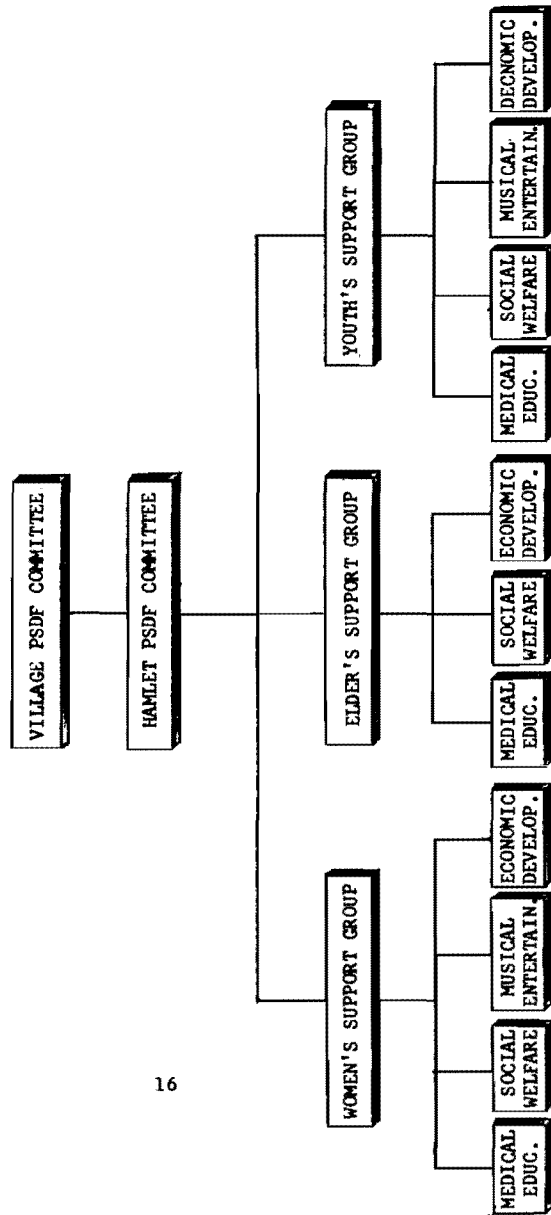 VILLAGE PSDF COMMITTEE
HAMLET PSDF COMMITTEE
WOMEN'S SUPPORT GROUP
ELDER'S SUPPORT GROUP
YOUTH'S SUPPORT GROUP
MEDICAL
EDUC.
SOCIAL
WELFARE
MUSICAL
ENTERTAIN.
ECONOMIC
DEVELOP.
MEDICAL
EDUC.
SOCIAL
WELFARE
ECONOMIC
DEVELOP.
MEDICAL
EDUC.
SOCIAL
WELFARE
MUSICAL
ENTERTAIN.
DECNOMIC
DEVELOP.
16